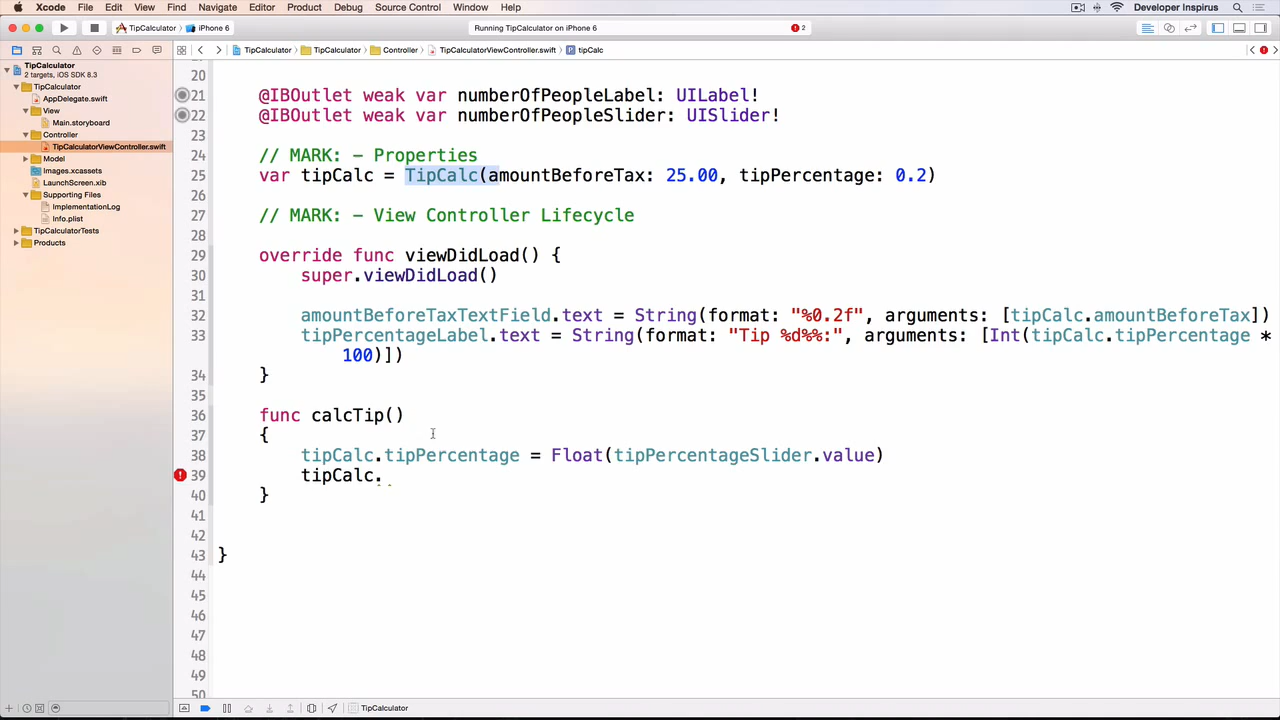 Xcode File Edit View Find Navigate Editor Product Debug Source Control Window Help Developer Inspirus
TipCalculator iPhone 6 Running TipCalculator on iPhone 6 2
TipCalculator TipCalculator Controller TipCalculatorViewController.swift P tipCalc
TipCalculator
2 targets, iOS SDK 8.3
TipCalculator
AppDelegate.swift
View
Main.storyboard
Controller
TipCalculatorViewController.swift
Model
Images.xcassets
LaunchScreen.xib
Supporting Files
ImplementationLog
Info.plist
TipCalculatorTests
Products
20
21 @IBOutlet weak var numberOfPeopleLabel: UILabel!
22 @IBOutlet weak var numberOfPeopleSlider: UISlider!
23
24 // MARK: - Properties
25 var tipCalc = TipCalc(amountBeforeTax: 25.00, tipPercentage: 0.2)
26
27 // MARK: - View Controller Lifecycle
28
29 override func viewDidLoad() {
30 super.viewDidLoad()
31
32 amountBeforeTaxTextField.text = String(format: "%0.2f", arguments: [tipCalc.amountBeforeTax])
33 tipPercentageLabel.text = String(format: "Tip %d%%:", arguments: [Int(tipCalc.tipPercentage *
100)])
34 }
35
36 func calcTip()
37 {
38 tipCalc.tipPercentage = Float(tipPercentageSlider.value)
39 tipCalc.
40 }
41
42
43 }
44
45
46
47
48
49
50
TipCalculator